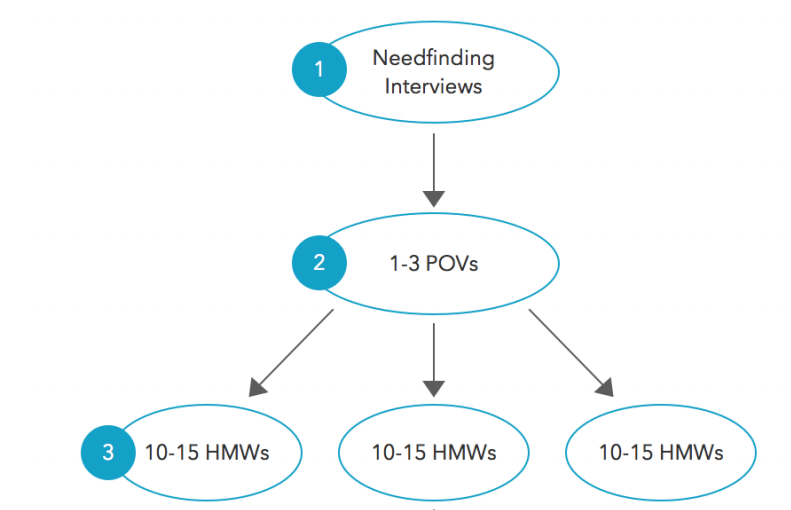 1
Needfinding
Interviews
2
1-3 POVs
3
10-15 HMWs
10-15 HMWs
10-15 HMWs